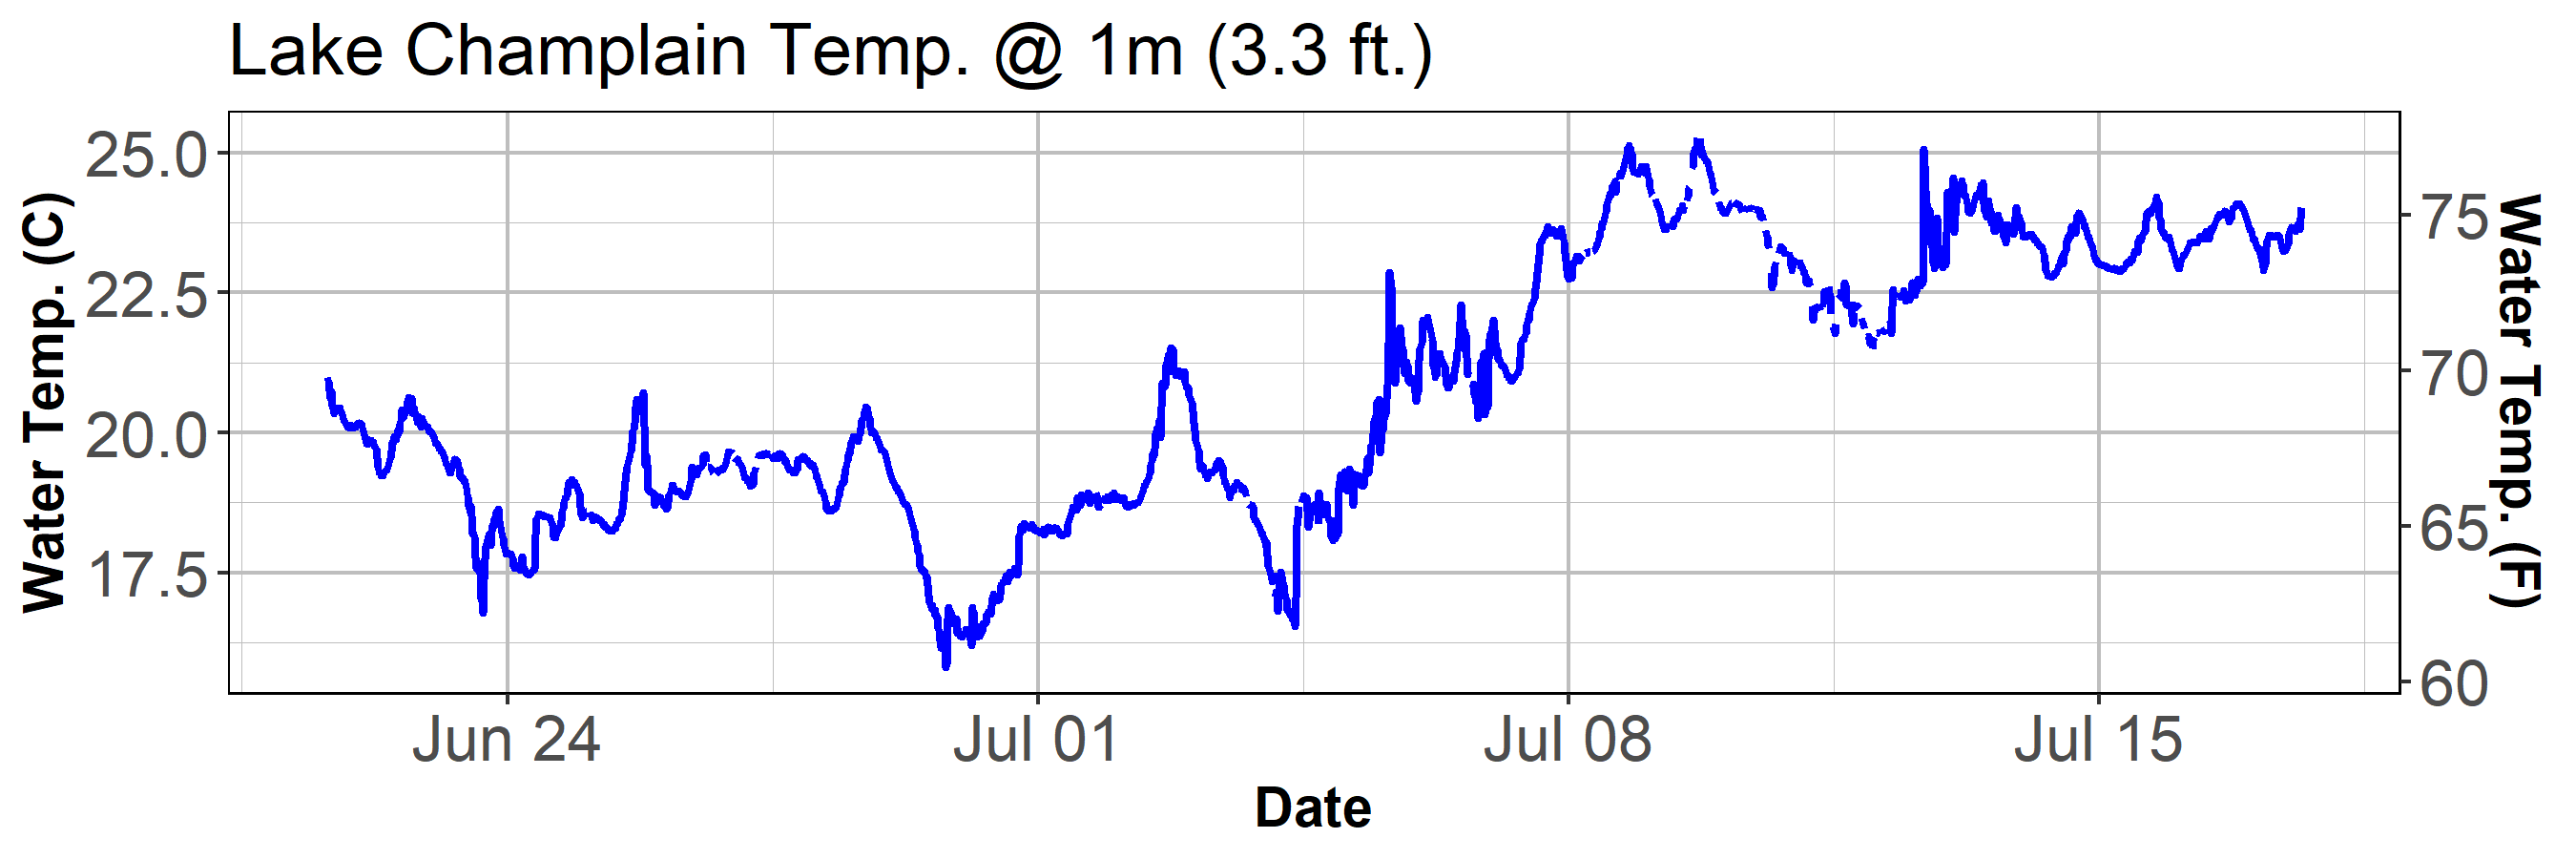 Lake Champlain Temp. @ 1m (3.3 ft.)
Water Temp. (C)
25.0
22.5
20.0
17.5
75
70
65
60
Water Temp. (F)
Jun 24
Jul 01
Jul 08
Jul 15
Date